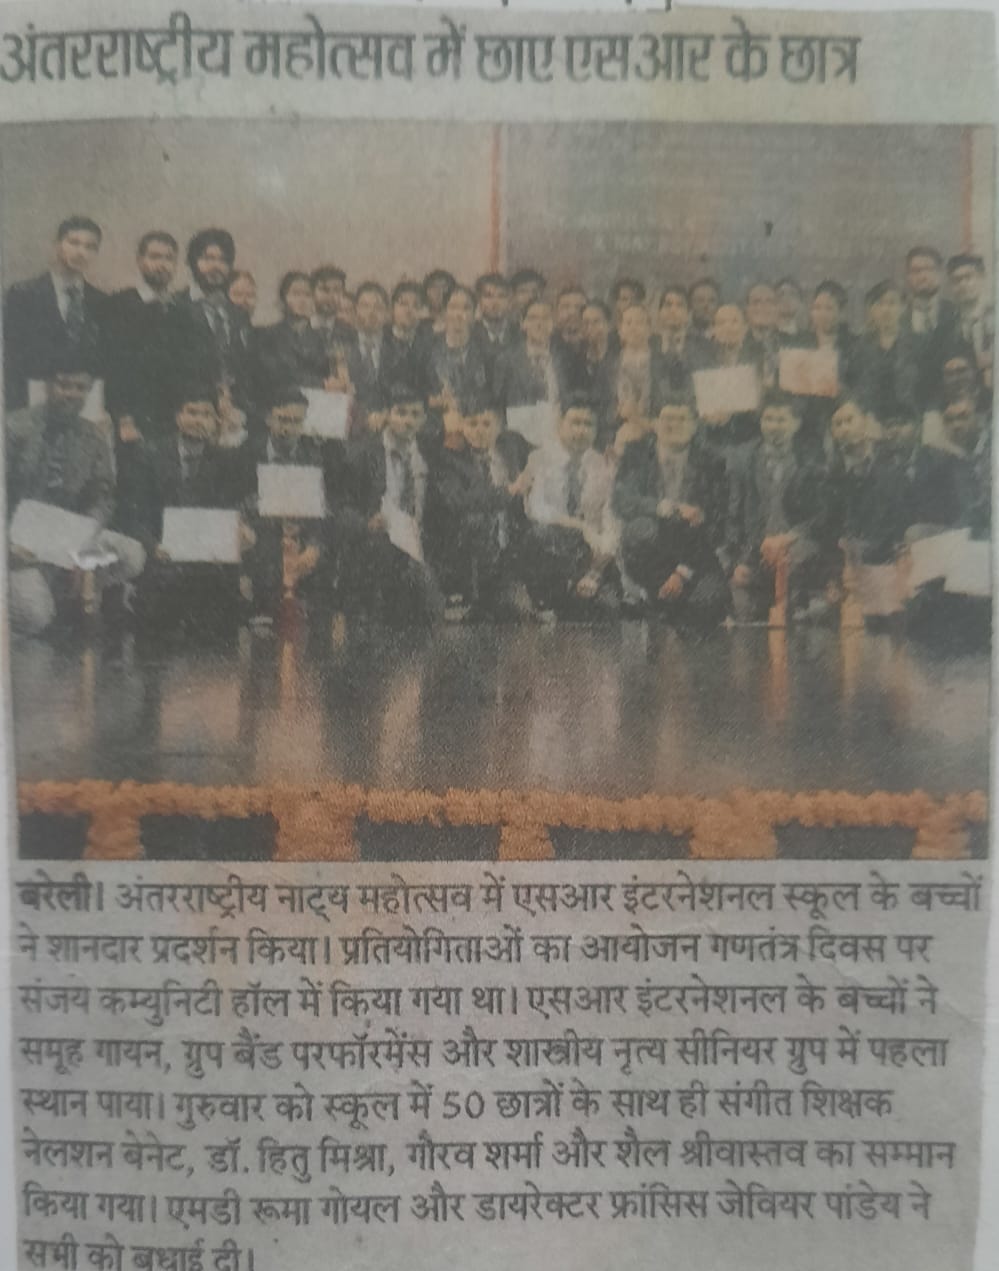 अंतरराष्ट्रीय महोत्सव में छाए एसआर के छात्र
बरेली। अंतरराष्ट्रीय नाट्य महोत्सव में एसआर इंटरनेशनल स्कूल के बच्चों
ने शानदार प्रदर्शन किया। प्रतियोगिताओं का आयोजन गणतंत्र दिवस पर
संजय कम्युनिटी हॉल में किया गया था। एसआर इंटरनेशनल के बच्चों ने
समूह गायन, ग्रुप बैंड परफॉरमेंस और शास्त्रीय नृत्य सीनियर ग्रुप में पहला
स्थान पाया। गुरुवार को स्कूल में 50 छात्रों के साथ ही संगीत शिक्षक
नेलशन बेनेट, डॉ. हितु मिश्रा, गौरव शर्मा और शैल श्रीवास्तव का सम्मान
किया गया। एमडी रूमा गोयल और डायरेक्टर फ्रांसिस जेवियर पांडेय ने
सभी को बधाई दी।